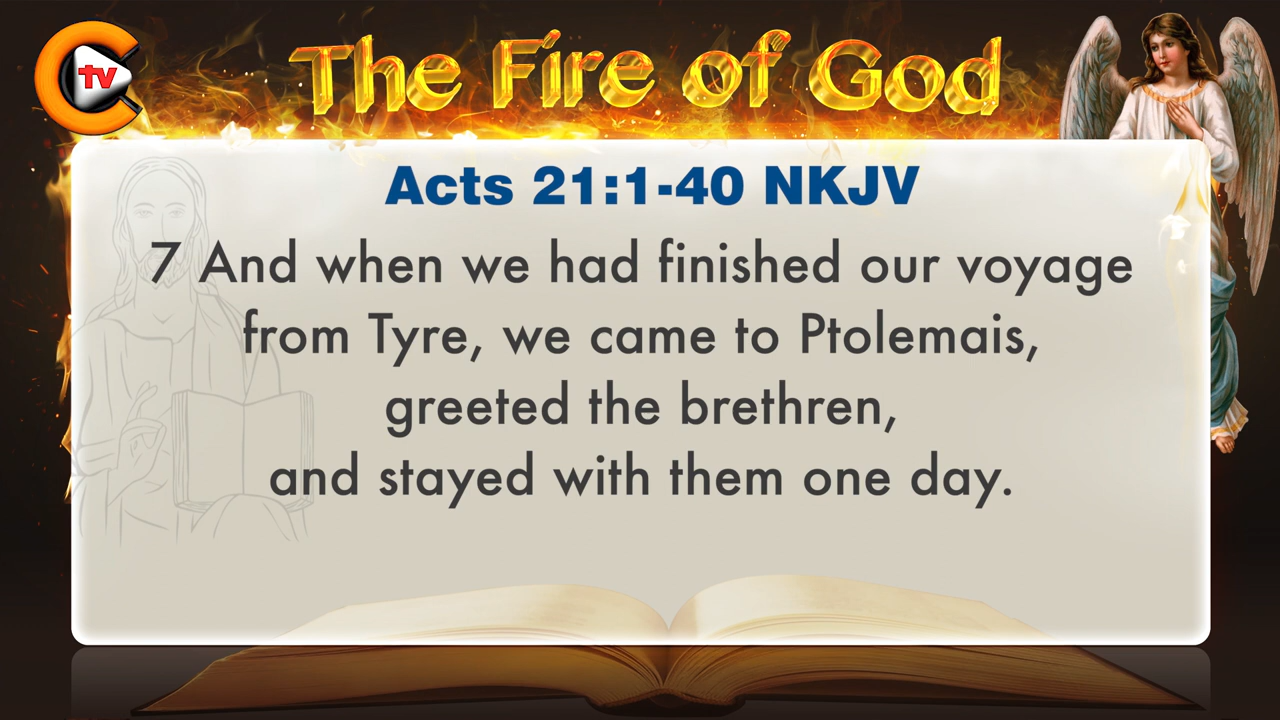 tv
The Fire of God
Acts 21:1-40 NKJV
7 And when we had finished our voyage
from Tyre, we came to Ptolemais,
greeted the brethren,
and stayed with them one day.